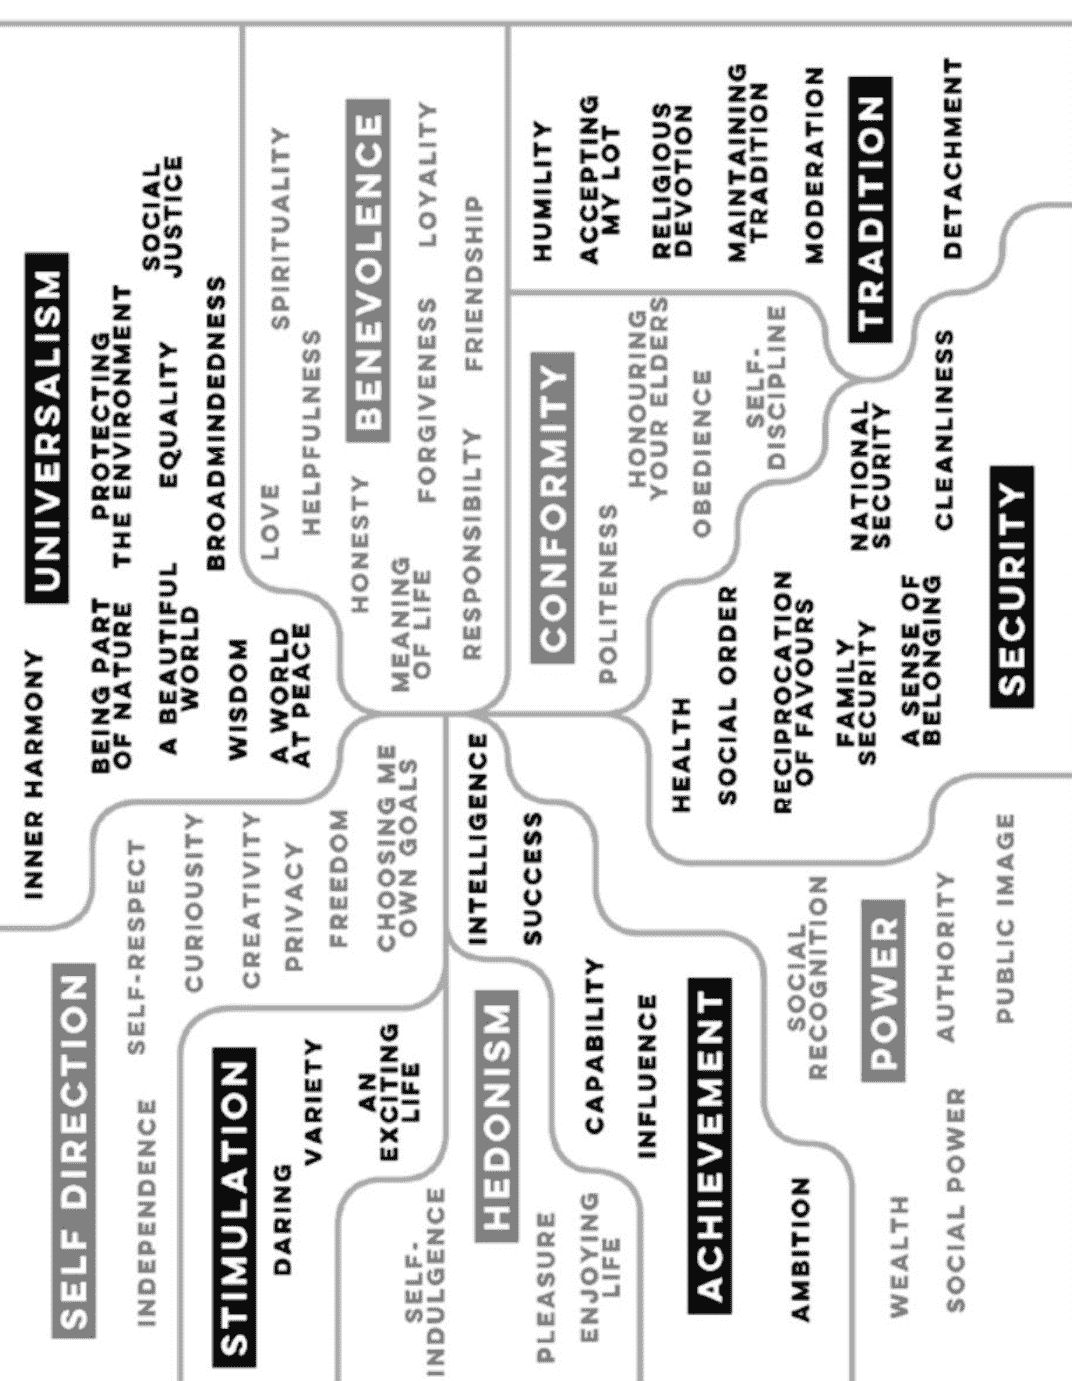 SELF DIRECTION
INDEPENDENCE
SELF-RESPECT
CURIOUSITY
CREATIVITY
PRIVACY
FREEDOM
CHOOSING ME
OWN GOALS
UNIVERSALISM
INNER HARMONY
BEING PART
OF NATURE
PROTECTING
THE ENVIRONMENT
A BEAUTIFUL
WORLD
EQUALITY
SOCIAL
JUSTICE
WISDOM
BROADMINDEDNESS
A WORLD
AT PEACE
STIMULATION
DARING
VARIETY
AN
EXCITING
LIFE
BENEVOLENCE
LOVE
SPIRITUALITY
HELPFULNESS
HONESTY
MEANING
OF LIFE
FORGIVENESS
LOYALITY
RESPONSIBILTY
FRIENDSHIP
HEDONISM
SELF-
INDULGENCE
PLEASURE
ENJOYING
LIFE
ACHIEVEMENT
INTELLIGENCE
SUCCESS
CAPABILITY
INFLUENCE
AMBITION
CONFORMITY
POLITENESS
HONOURING
YOUR ELDERS
OBEDIENCE
SELF-
DISCIPLINE
TRADITION
HUMILITY
ACCEPTING
MY LOT
RELIGIOUS
DEVOTION
MAINTAINING
TRADITION
MODERATION
DETACHMENT
POWER
SOCIAL
RECOGNITION
WEALTH
AUTHORITY
SOCIAL POWER
PUBLIC IMAGE
SECURITY
HEALTH
SOCIAL ORDER
RECIPROCATION
OF FAVOURS
FAMILY
SECURITY
NATIONAL
SECURITY
A SENSE OF
BELONGING
CLEANLINESS